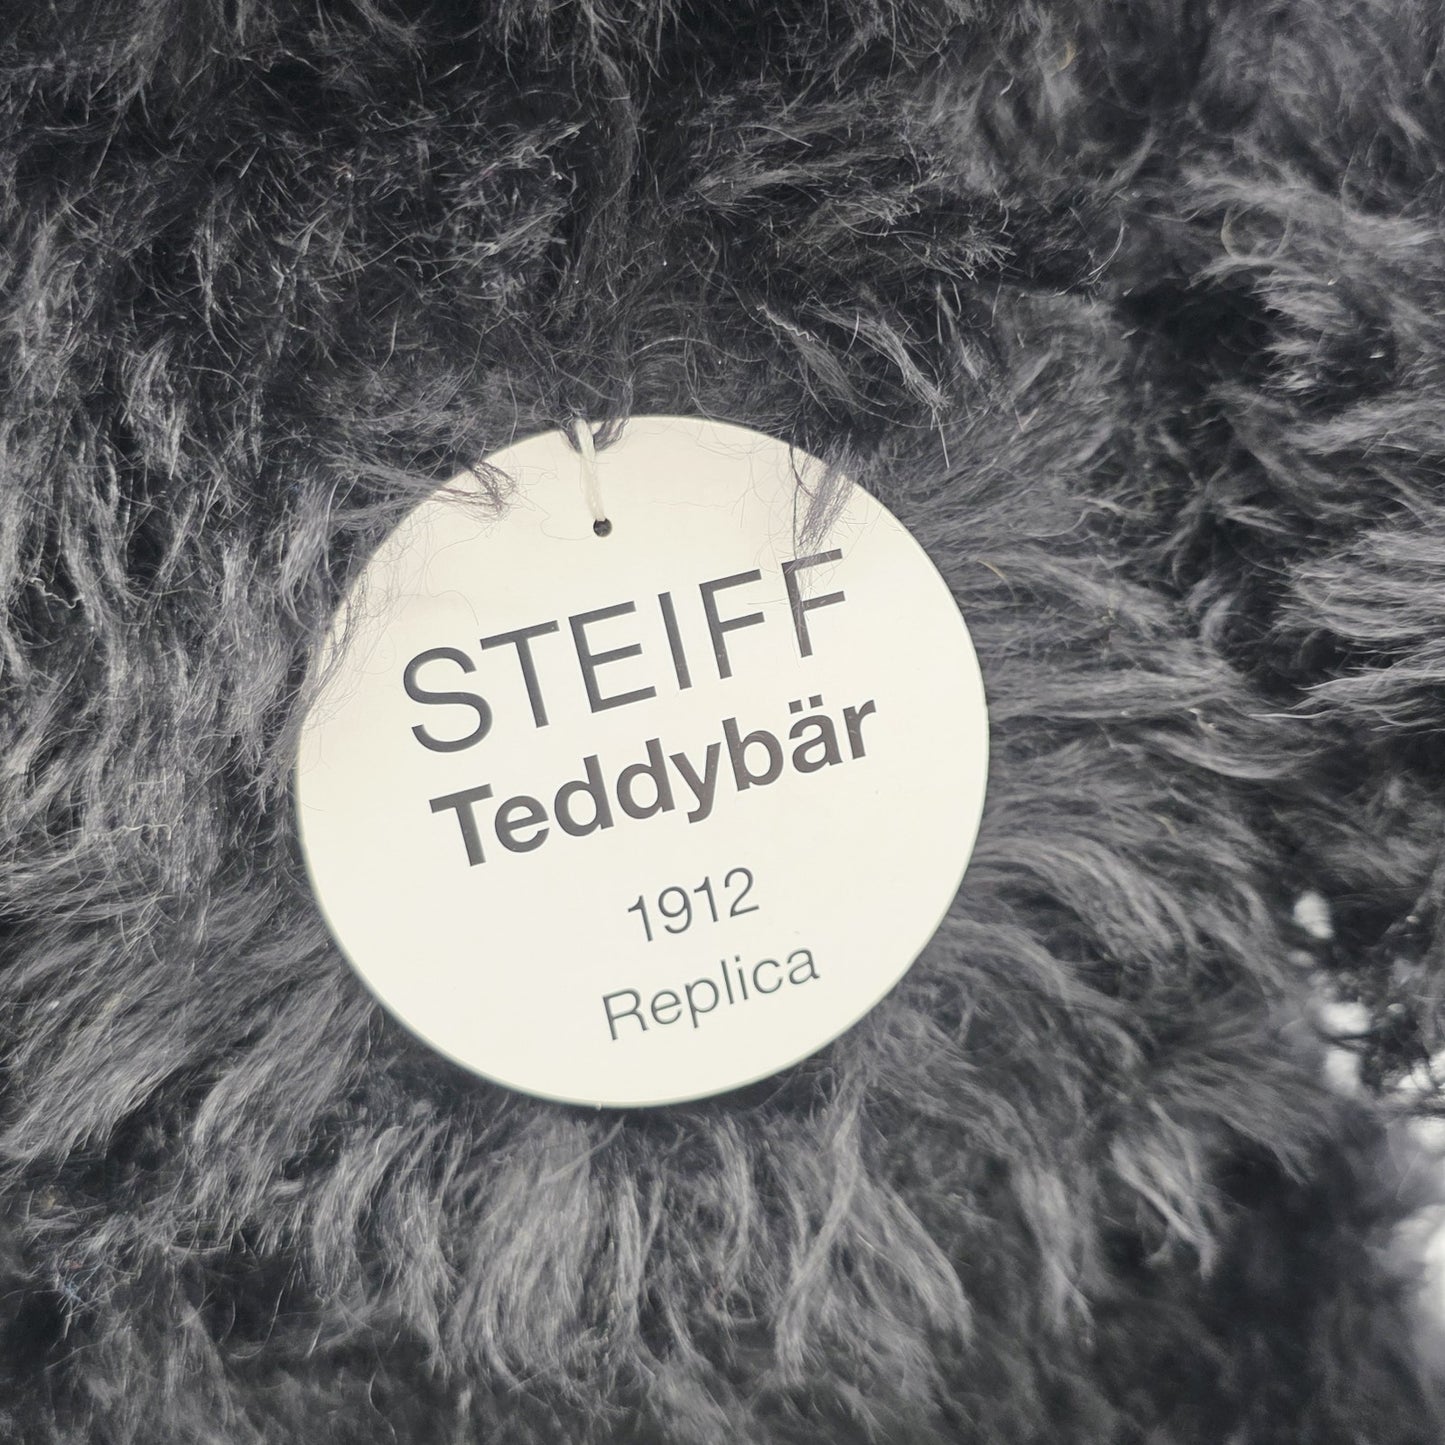 STEIFF
Teddybär
1912
Replica